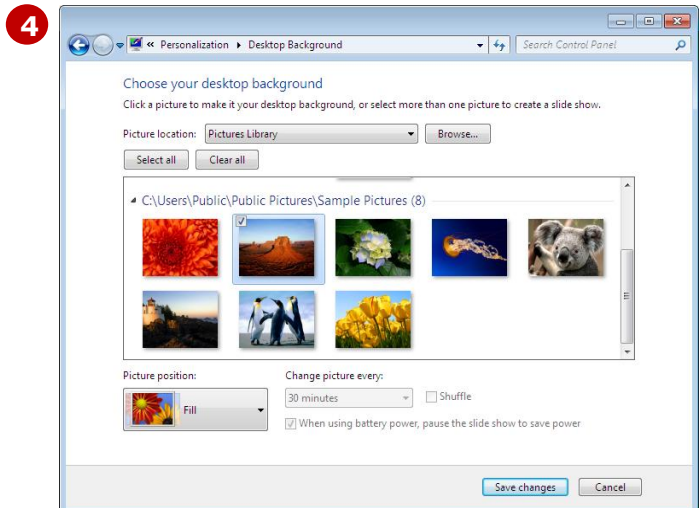 4
« Personalization ▸ Desktop Background Search Control Panel
Choose your desktop background
Click a picture to make it your desktop background, or select more than one picture to create a slide show.
Picture location: Pictures Library Browse...
Select all Clear all
C:\Users\Public\Public Pictures\Sample Pictures (8)
Picture position: Change picture every:
Fill 30 minutes Shuffle
When using battery power, pause the slide show to save power
Save changes Cancel